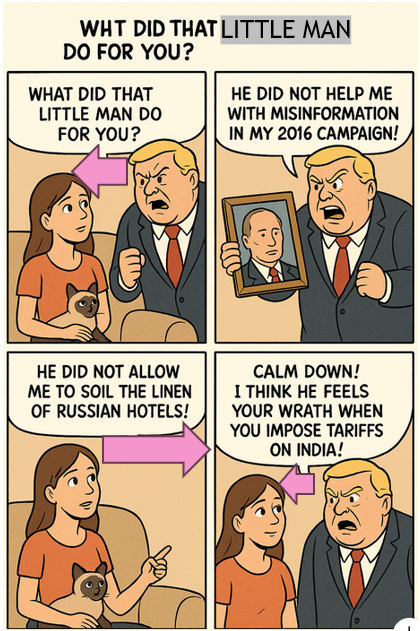 WHT DID THAT LITTLE MAN
DO FOR YOU?
WHAT DID THAT
LITTLE MAN DO
FOR YOU?
HE DID NOT HELP ME
WITH MISINFORMATION
IN MY 2016 CAMPAIGN!
HE DID NOT ALLOW
ME TO SOIL THE LINEN
OF RUSSIAN HOTELS!
CALM DOWN!
I THINK HE FEELS
YOUR WRATH WHEN
YOU IMPOSE TARIFFS
ON INDIA!